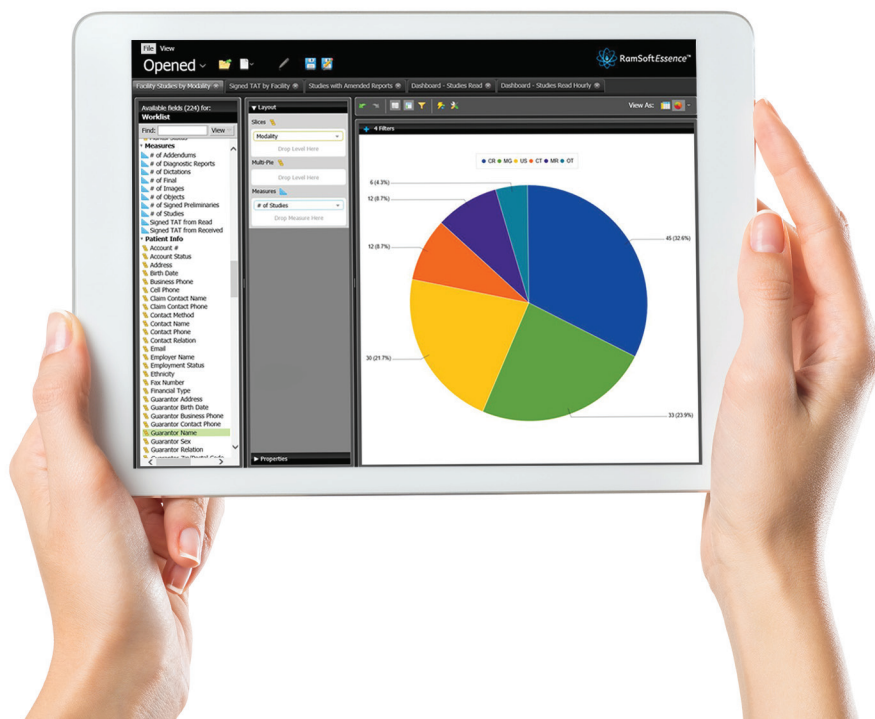 File View
Opened
RamSoftEssence™
Facility Studies by Modality
Signed TAT by Facility
Studies with Amended Reports
Dashboard - Studies Read
Dashboard - Studies Read Hourly
Available fields (224) for:
Worklist
Find:
View
Measures
# of Addendums
# of Diagnostic Reports
# of Dictations
# of Final
# of Images
# of Objects
# of Signed Preliminaries
# of Studies
Signed TAT from Read
Signed TAT from Received
Patient Info
Account #
Account Status
Address
Birth Date
Business Phone
Cell Phone
Claim Contact Name
Claim Contact Phone
Contact Method
Contact Name
Contact Phone
Contact Relation
Email
Employer Name
Employment Status
Ethnicity
Fax Number
Financial Type
Guarantor Address
Guarantor Birth Date
Guarantor Business Phone
Guarantor Contact Phone
Guarantor Name
Guarantor Sex
Guarantor Relation
Layout
Slices
Modality
Drop Level Here
Multi-Pie
Drop Level Here
Measures
# of Studies
Drop Measure Here
Properties
View As:
4 Filters
CR MG US CT MR OT
6 (4.3%)
12 (8.7%)
12 (8.7%)
30 (21.7%)
45 (32.6%)
33 (23.9%)